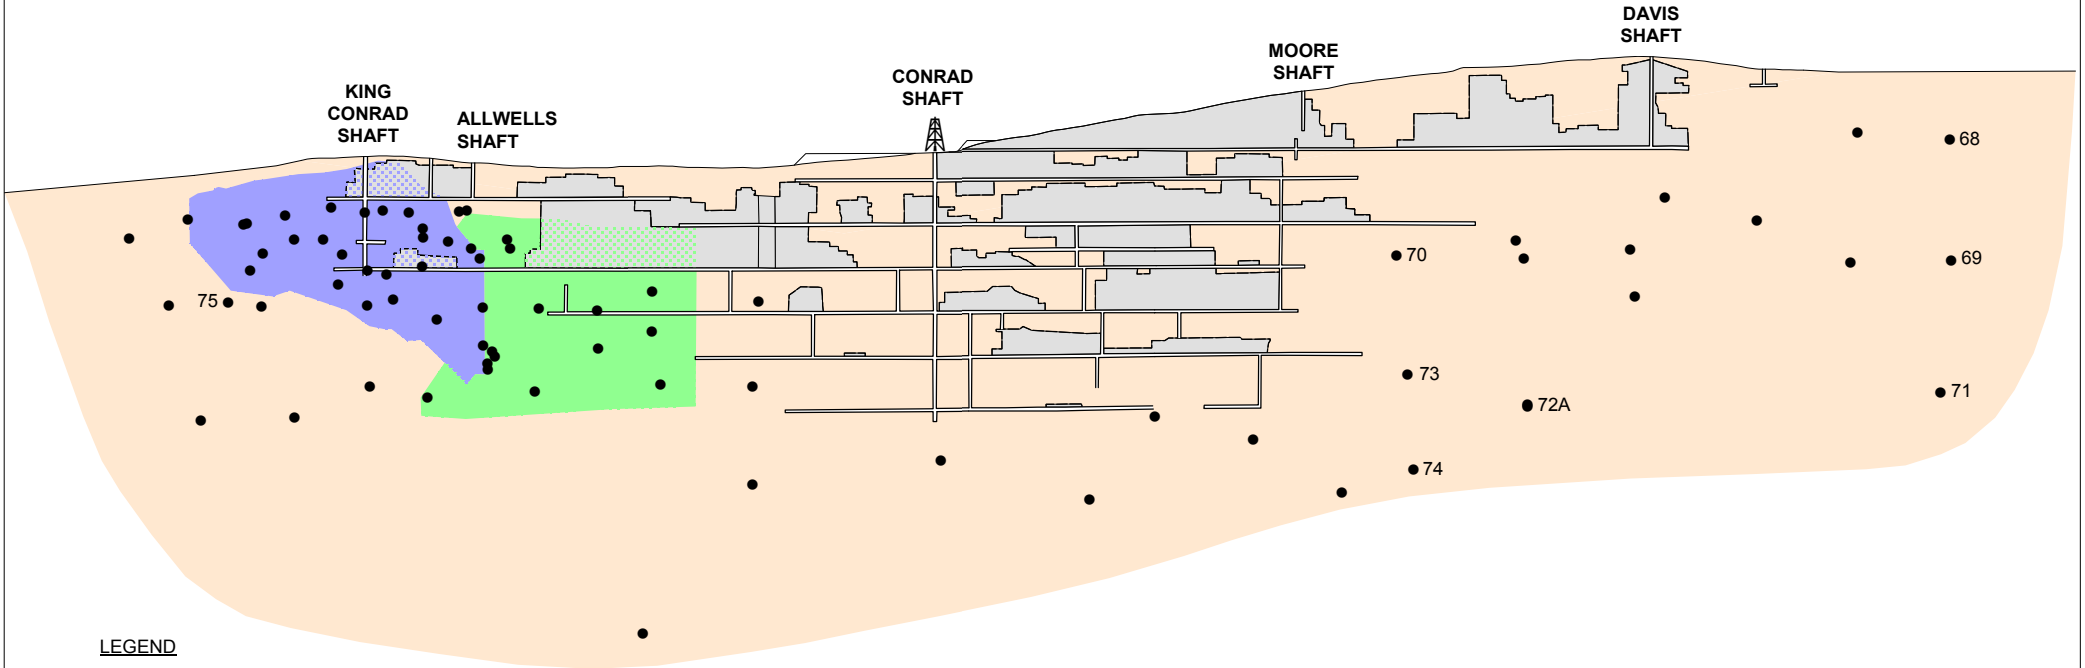 DAVIS
SHAFT
MOORE
SHAFT
CONRAD
SHAFT
KING
CONRAD
SHAFT
ALLWELLS
SHAFT
68
70
69
75
73
72A
71
74
LEGEND